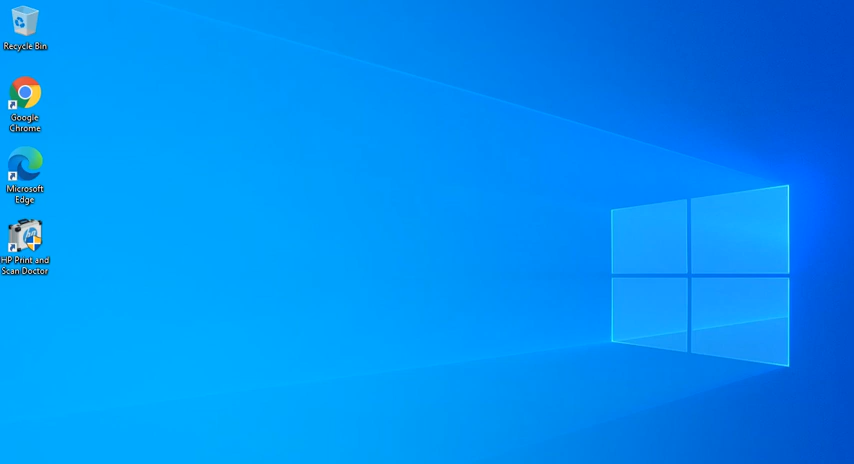 Recycle Bin
Google
Chrome
Microsoft
Edge
HP Print and
Scan Doctor